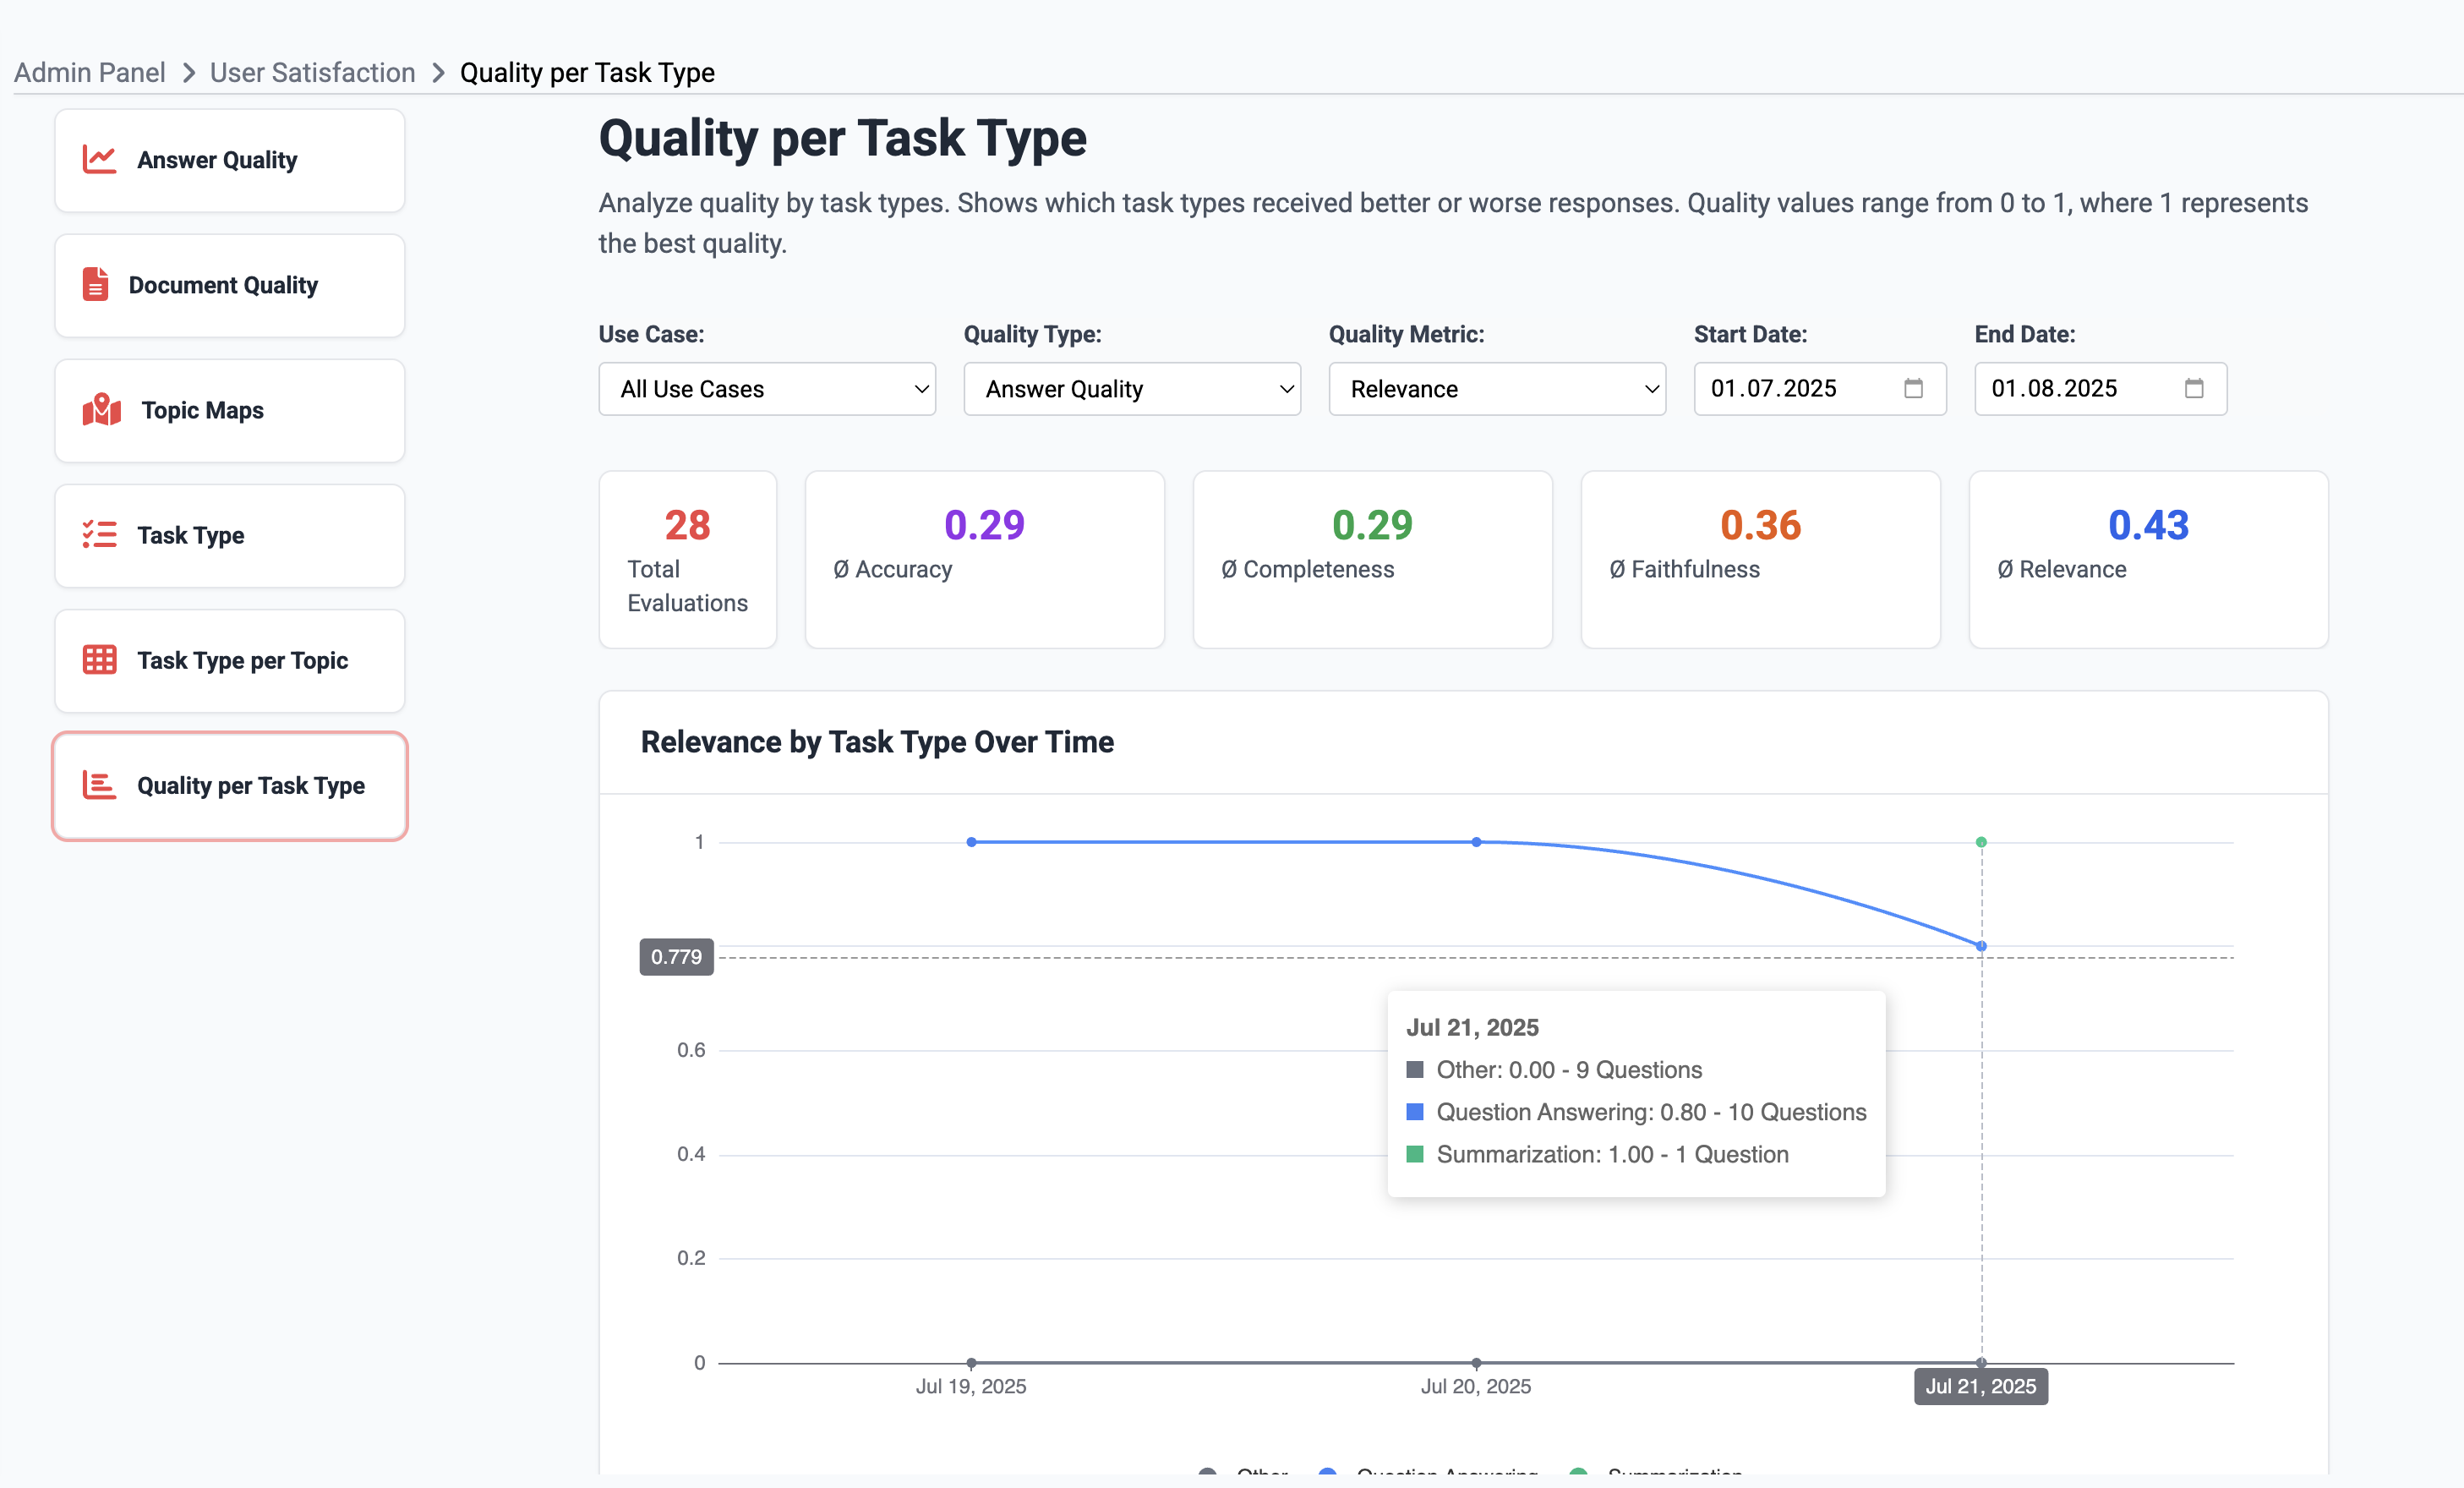 Admin Panel > User Satisfaction > Quality per Task Type
Answer Quality
Document Quality
Topic Maps
Task Type
Task Type per Topic
Quality per Task Type
Quality per Task Type
Analyze quality by task types. Shows which task types received better or worse responses. Quality values range from 0 to 1, where 1 represents
the best quality.
Use Case:
All Use Cases
Quality Type:
Answer Quality
Quality Metric:
Relevance
Start Date:
01.07.2025
End Date:
01.08.2025
28
Total
Evaluations
0.29
Ø Accuracy
0.29
Ø Completeness
0.36
Ø Faithfulness
0.43
Ø Relevance
Relevance by Task Type Over Time
1
0.779
0.6
0.4
0.2
0
Jul 21, 2025
Other: 0.00 - 9 Questions
Question Answering: 0.80 - 10 Questions
Summarization: 1.00 - 1 Question
Jul 19, 2025
Jul 20, 2025
Jul 21, 2025
Other Question Answering Summarization